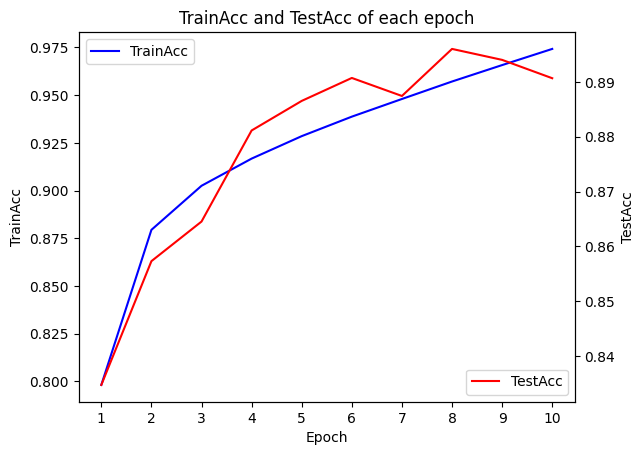 TrainAcc and TestAcc of each epoch
TrainAcc
0.975
0.950
0.925
0.900
0.875
0.850
0.825
0.800
TrainAcc
0.89
0.88
0.87
0.86
0.85
0.84
TestAcc
TestAcc
1 2 3 4 5 6 7 8 9 10
Epoch